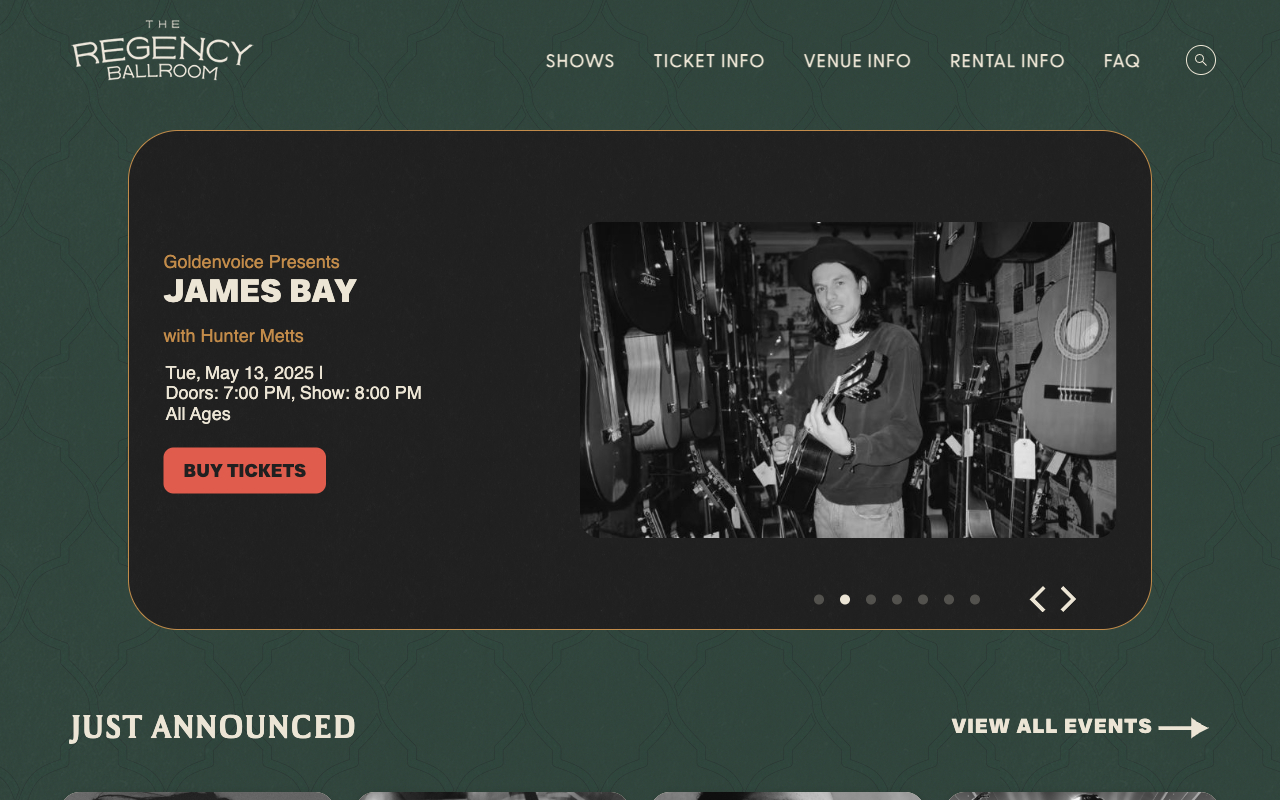 THE
REGENCY
BALLROOM
SHOWS
TICKET INFO
VENUE INFO
RENTAL INFO
FAQ
Goldenvoice Presents
JAMES BAY
with Hunter Metts
Tue, May 13, 2025 |
Doors: 7:00 PM, Show: 8:00 PM
All Ages
BUY TICKETS
JUST ANNOUNCED
VIEW ALL EVENTS